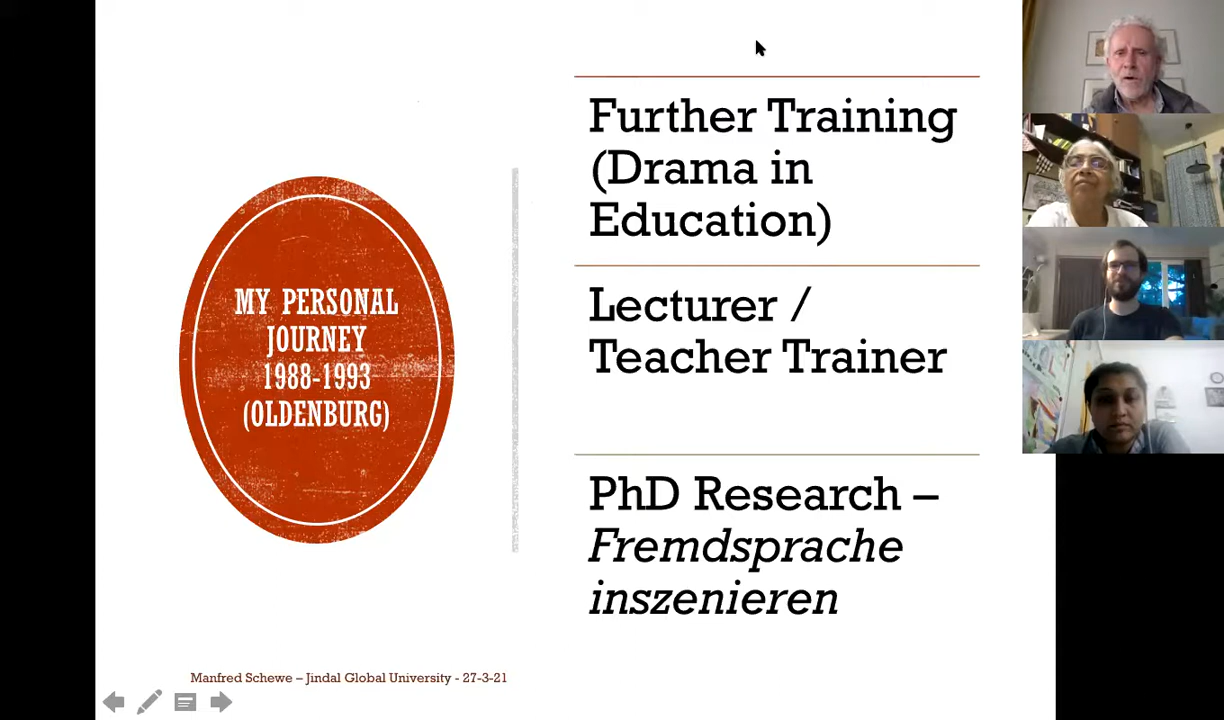 MY PERSONAL
JOURNEY
1988-1993
(OLDENBURG)
Further Training
(Drama in
Education)
Lecturer /
Teacher Trainer
PhD Research –
Fremdsprache
inszenieren
Manfred Schewe – Jindal Global University - 27-3-21